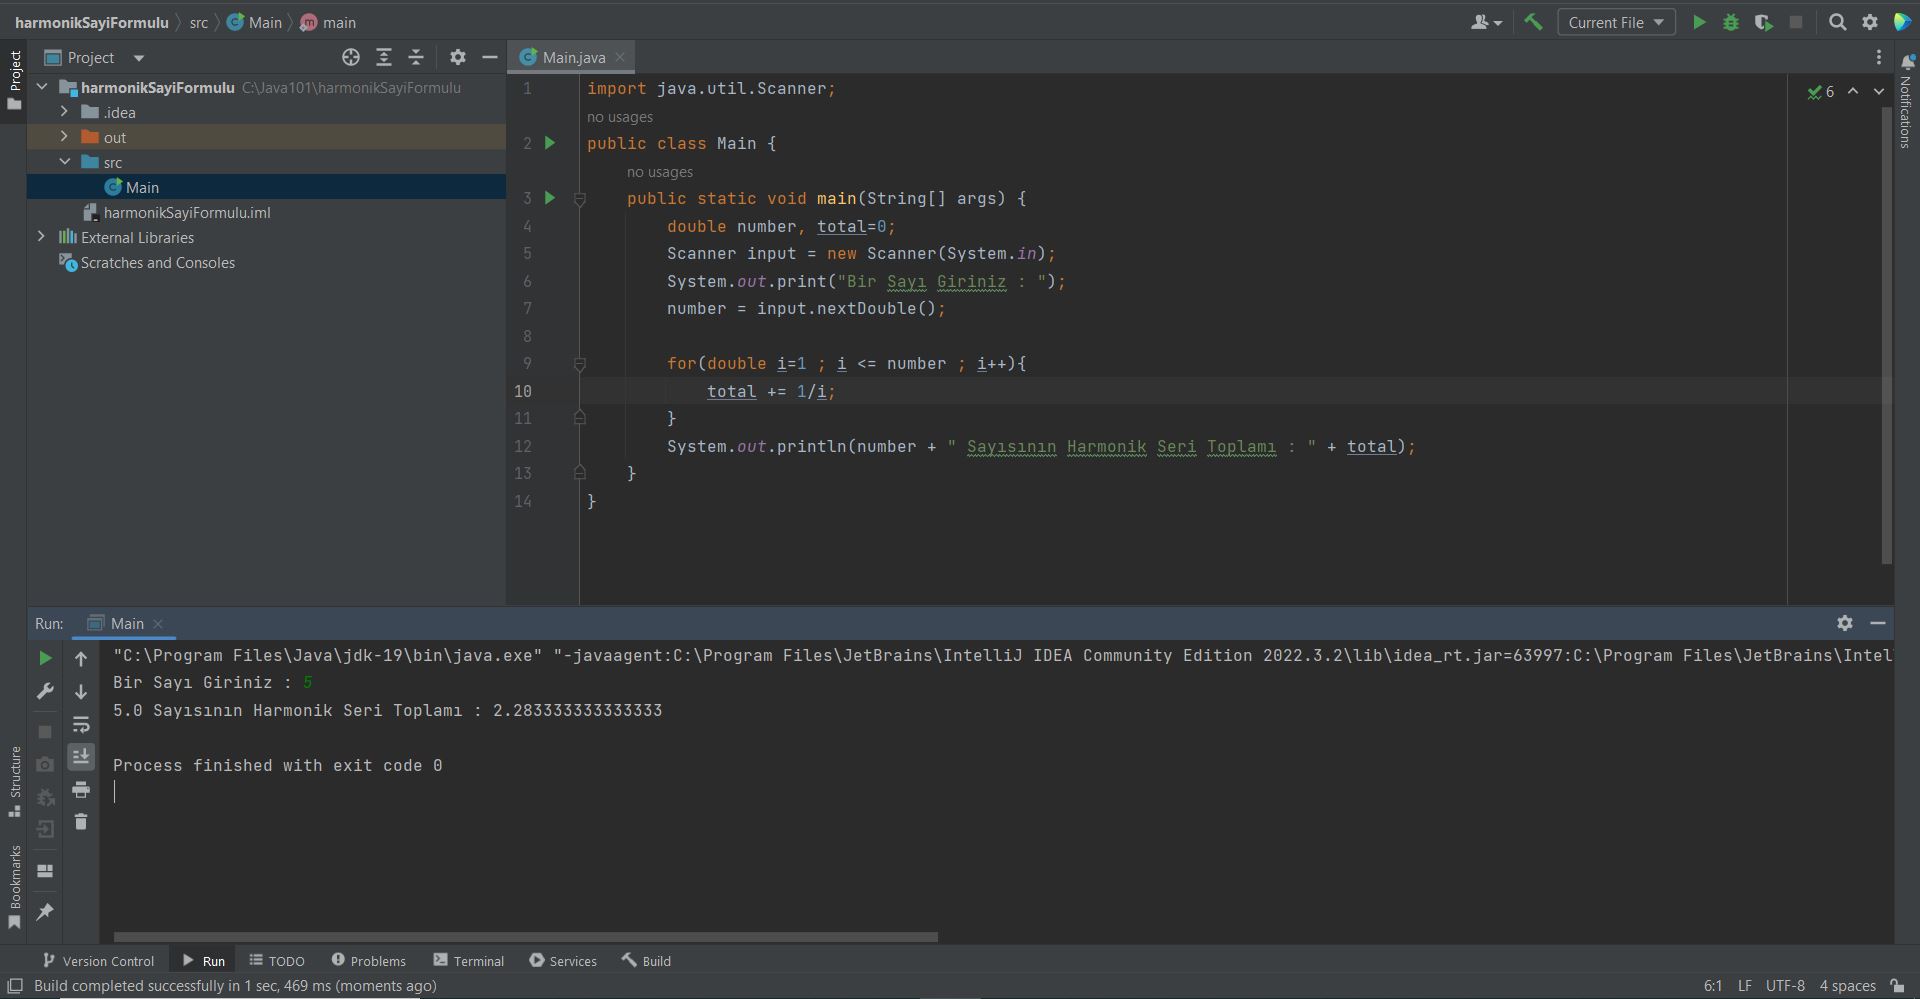 harmonikSayiFormulu src Main main
Current File
Project
Main.java
Project
harmonikSayiFormulu C:\Java101\harmonikSayiFormulu
.idea
out
src
Main
harmonikSayiFormulu.iml
External Libraries
Scratches and Consoles
6
Notifications
1 import java.util.Scanner;
no usages
2 public class Main {
no usages
3 public static void main(String[] args) {
4 double number, total=0;
5 Scanner input = new Scanner(System.in);
6 System.out.print("Bir Sayı Giriniz : ");
7 number = input.nextDouble();
8
9 for(double i=1 ; i <= number ; i++){
10 total += 1/i;
11 }
12 System.out.println(number + " Sayısının Harmonik Seri Toplamı : " + total);
13 }
14 }
Run: Main
"C:\Program Files\Java\jdk-19\bin\java.exe" "-javaagent:C:\Program Files\JetBrains\IntelliJ IDEA Community Edition 2022.3.2\lib\idea_rt.jar=63997:C:\Program Files\JetBrains\Intel
Bir Sayı Giriniz : 5
5.0 Sayısının Harmonik Seri Toplamı : 2.283333333333333
Process finished with exit code 0
Structure
Bookmarks
Version Control Run TODO Problems Terminal Services Build
Build completed successfully in 1 sec, 469 ms (moments ago)
6:1 LF UTF-8 4 spaces